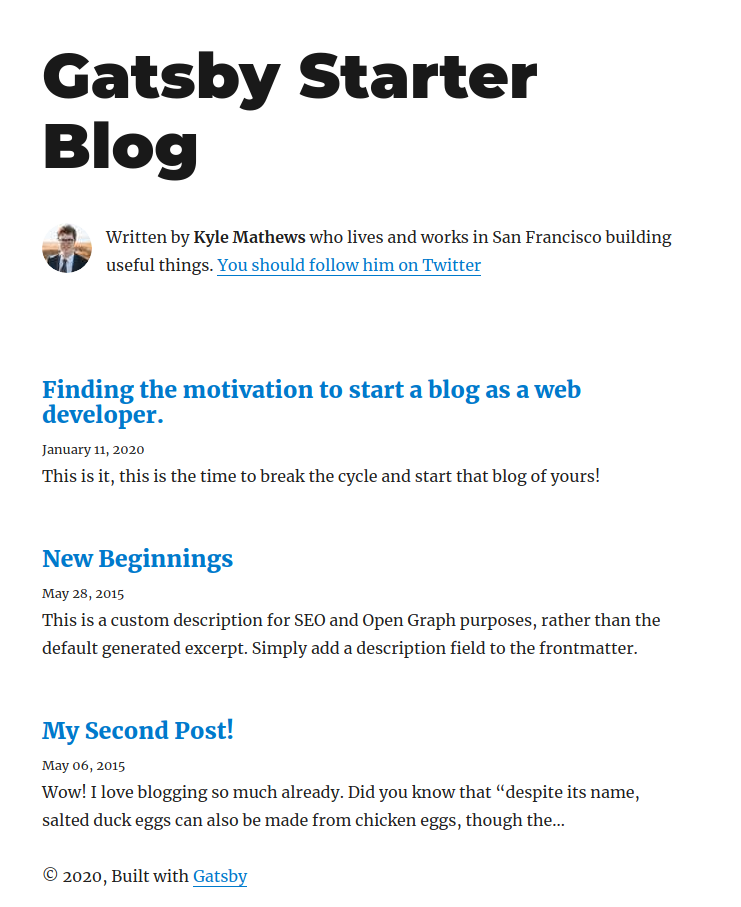 Gatsby Starter
Blog
Written by Kyle Mathews who lives and works in San Francisco building
useful things. You should follow him on Twitter
Finding the motivation to start a blog as a web
developer.
January 11, 2020
This is it, this is the time to break the cycle and start that blog of yours!
New Beginnings
May 28, 2015
This is a custom description for SEO and Open Graph purposes, rather than the
default generated excerpt. Simply add a description field to the frontmatter.
My Second Post!
May 06, 2015
Wow! I love blogging so much already. Did you know that “despite its name,
salted duck eggs can also be made from chicken eggs, though the…
© 2020, Built with Gatsby